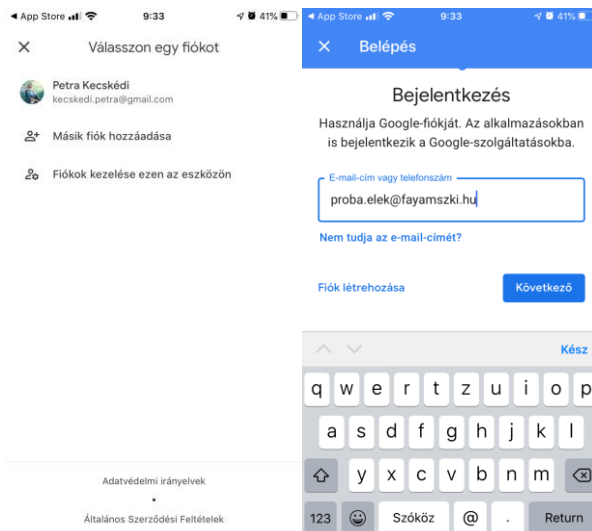 App Store 9:33 41%
Válasszon egy fiókot
Petra Kecskédi
kecskedi.petra@gmail.com
Másik fiók hozzáadása
Fiókok kezelése ezen az eszközön
Adatvédelmi irányelvek
•
Általános Szerződési Feltételek
App Store 9:33 41%
Belépés
Bejelentkezés
Használja Google-fiókját. Az alkalmazásokban
is bejelentkezik a Google-szolgáltatásokba.
E-mail-cím vagy telefonszám
proba.elek@fayamszki.hu
Nem tudja az e-mail-címét?
Fiók létrehozása Következő
Kész
q w e r t z u i o p
a s d f g h j k l
y x c v b n m
123 Szóköz @ . Return